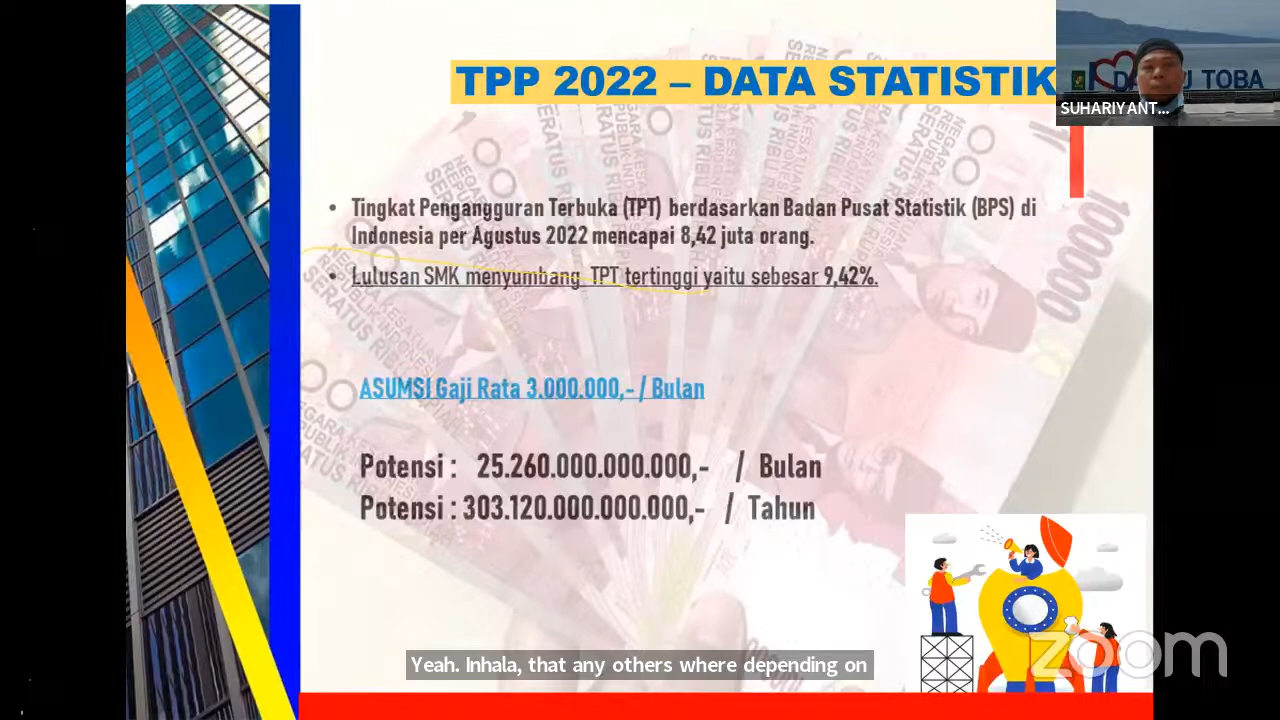 TPP 2022 – DATA STATISTIK
TOBA
SUHARIYANT...
• Tingkat Pengangguran Terbuka (TPT) berdasarkan Badan Pusat Statistik (BPS) di
Indonesia per Agustus 2022 mencapai 8,42 juta orang.
• Lulusan SMK menyumbang TPT tertinggi yaitu sebesar 9,42%.
100000
ASUMSI Gaji Rata 3.000.000,- / Bulan
Potensi : 25.260.000.000.000,- / Bulan
Potensi : 303.120.000.000.000,- / Tahun
zoom
Yeah. Inhala, that any others where depending on